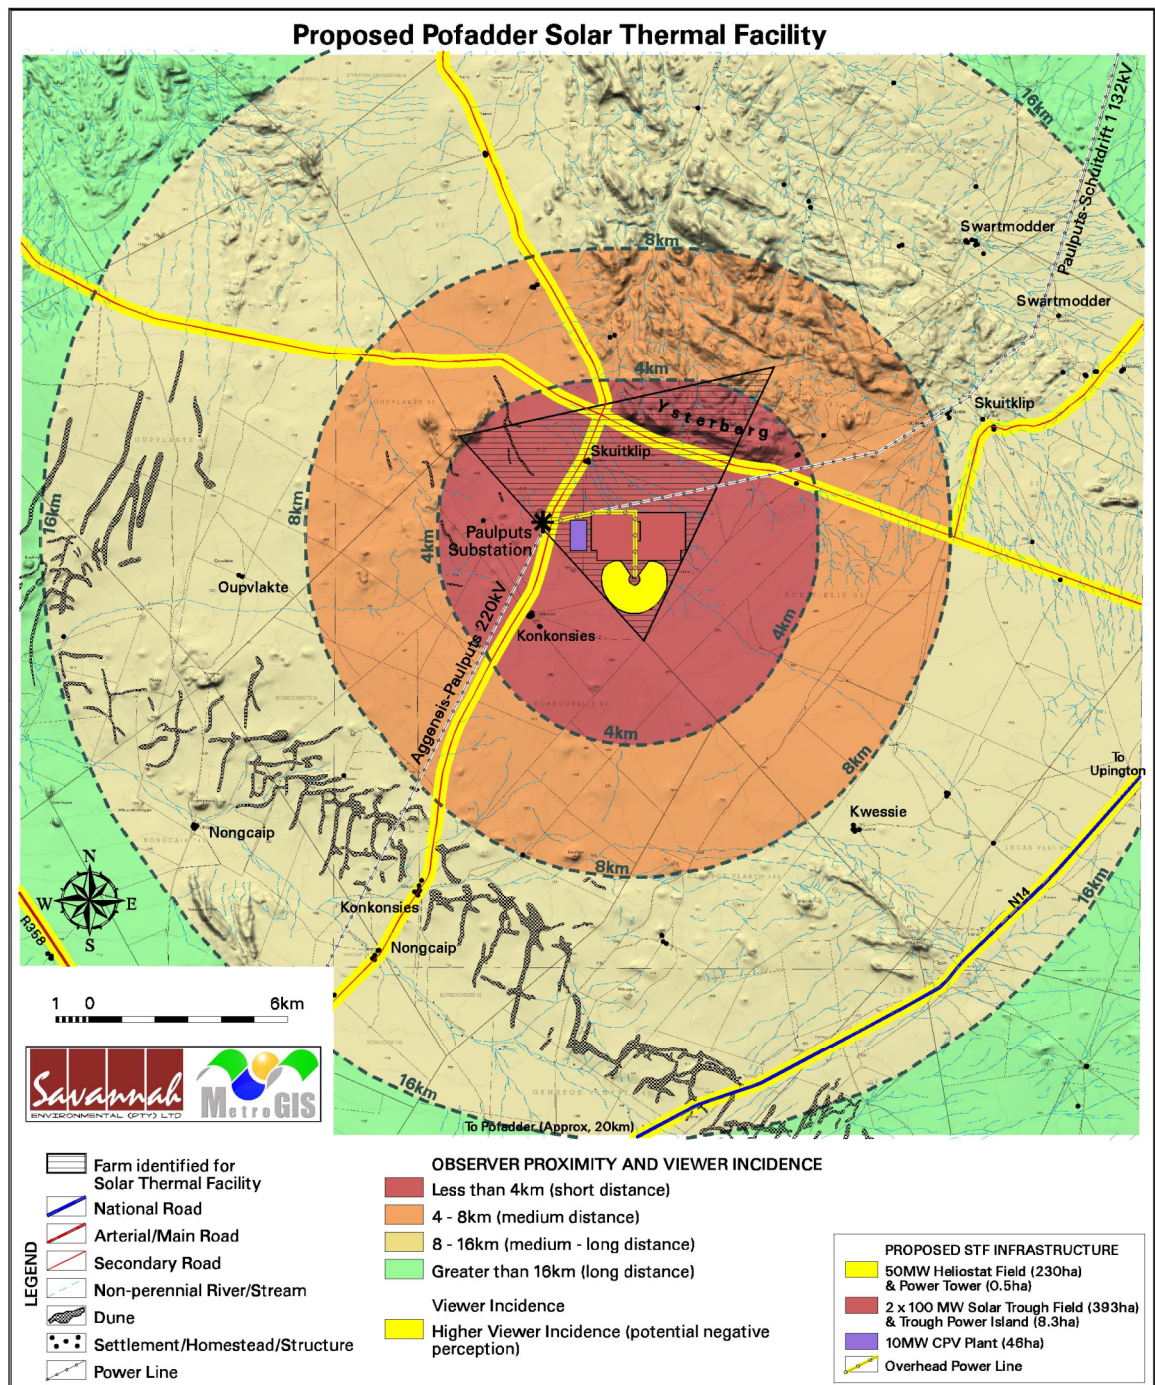 Proposed Pofadder Solar Thermal Facility
16km
Paulputs-Schuitdrift 1 132kV
Swartmodder
8km
Swartmodder
4km
Ysterberg
Skuitklip
Skuitklip
16km
8km
Paulputs
Substation
4km
Oupvlakte
Aggeneis-Paulputs 220kV
Konkonsies
4km
4km
8km
To
Upington
Kwessie
Nongcaip
8km
N
W E
S
Konkonsies
Nongcaip
R358
N14
16km
1 0 6km
Savannah
ENVIRONMENTAL (PTY) LTD
MetroGIS
16km
To Pofadder (Approx, 20km)
LEGEND
Farm identified for
Solar Thermal Facility
National Road
Arterial/Main Road
Secondary Road
Non-perennial River/Stream
Dune
Settlement/Homestead/Structure
Power Line
OBSERVER PROXIMITY AND VIEWER INCIDENCE
Less than 4km (short distance)
4 - 8km (medium distance)
8 - 16km (medium - long distance)
Greater than 16km (long distance)
Viewer Incidence
Higher Viewer Incidence (potential negative
perception)
PROPOSED STF INFRASTRUCTURE
50MW Heliostat Field (230ha)
& Power Tower (0.5ha)
2 x 100 MW Solar Trough Field (393ha)
& Trough Power Island (8.3ha)
10MW CPV Plant (46ha)
Overhead Power Line